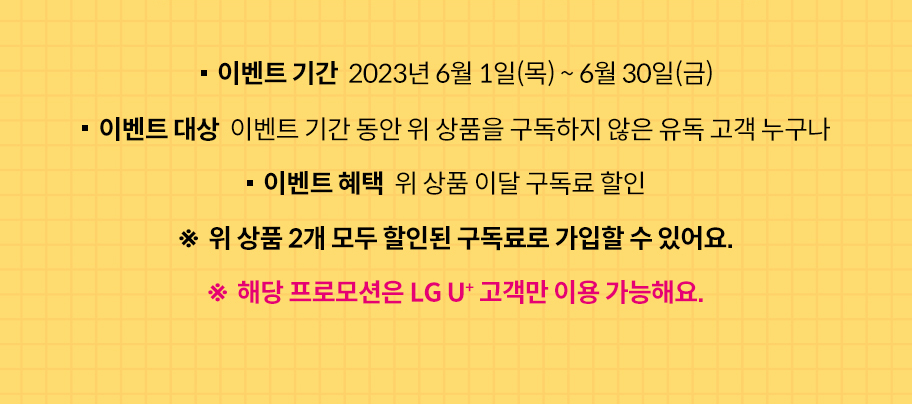 ▪ 이벤트 기간 2023년 6월 1일(목) ~ 6월 30일(금)
▪ 이벤트 대상 이벤트 기간 동안 위 상품을 구독하지 않은 유독 고객 누구나
▪ 이벤트 혜택 위 상품 이달 구독료 할인
※ 위 상품 2개 모두 할인된 구독료로 가입할 수 있어요.
※ 해당 프로모션은 LG U⁺ 고객만 이용 가능해요.